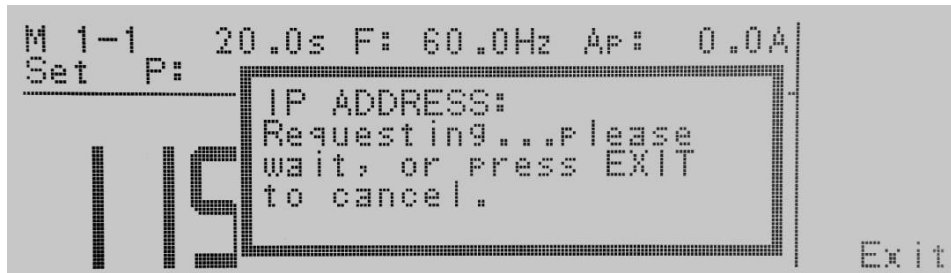 M 1-1 20.0s F: 60.0Hz Ap: 0.0A
Set P:
IP ADDRESS:
Requesting...please
wait, or press EXIT
to cancel.
115
Exit